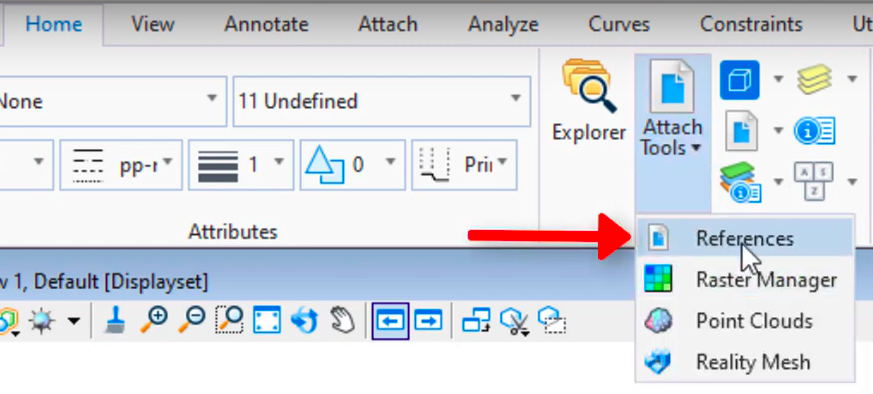 Home View Annotate Attach Analyze Curves Constraints Ut
None
11 Undefined
Explorer
Attach
Tools
pp-r
1
0
Pri
Attributes
References
Raster Manager
Point Clouds
Reality Mesh
w 1, Default [Displayset]
A S
Z